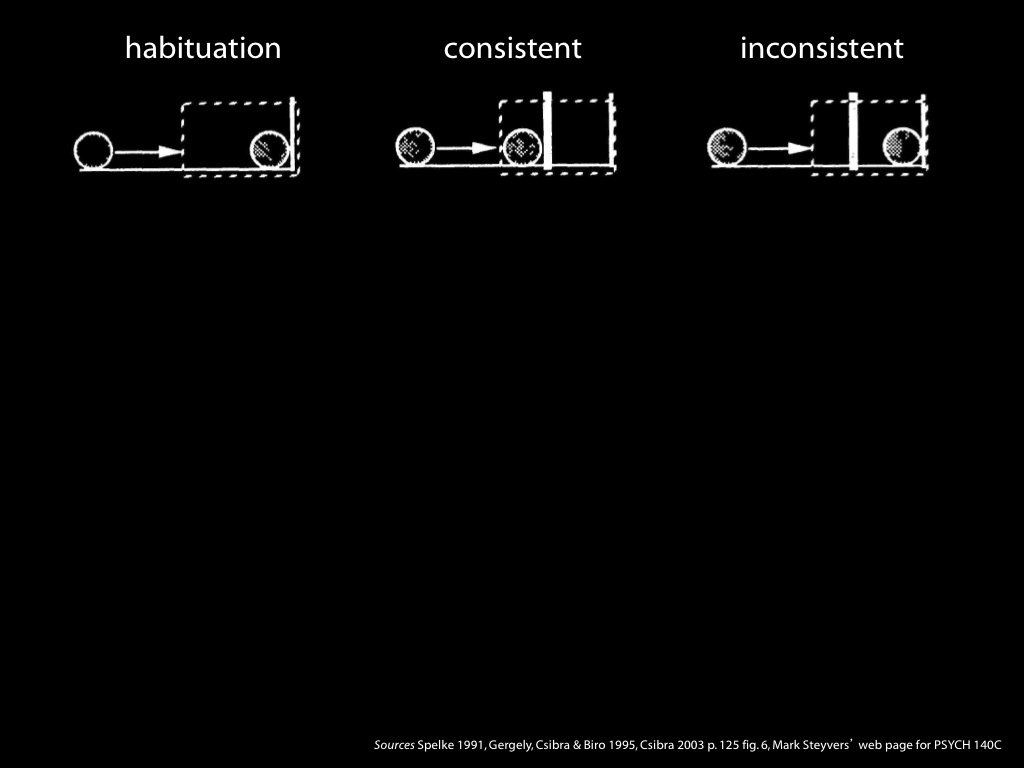 habituation
consistent
inconsistent
Sources Spelke 1991, Gergely, Csibra & Biro 1995, Csibra 2003 p. 125 fig. 6, Mark Steyvers’ web page for PSYCH 140C